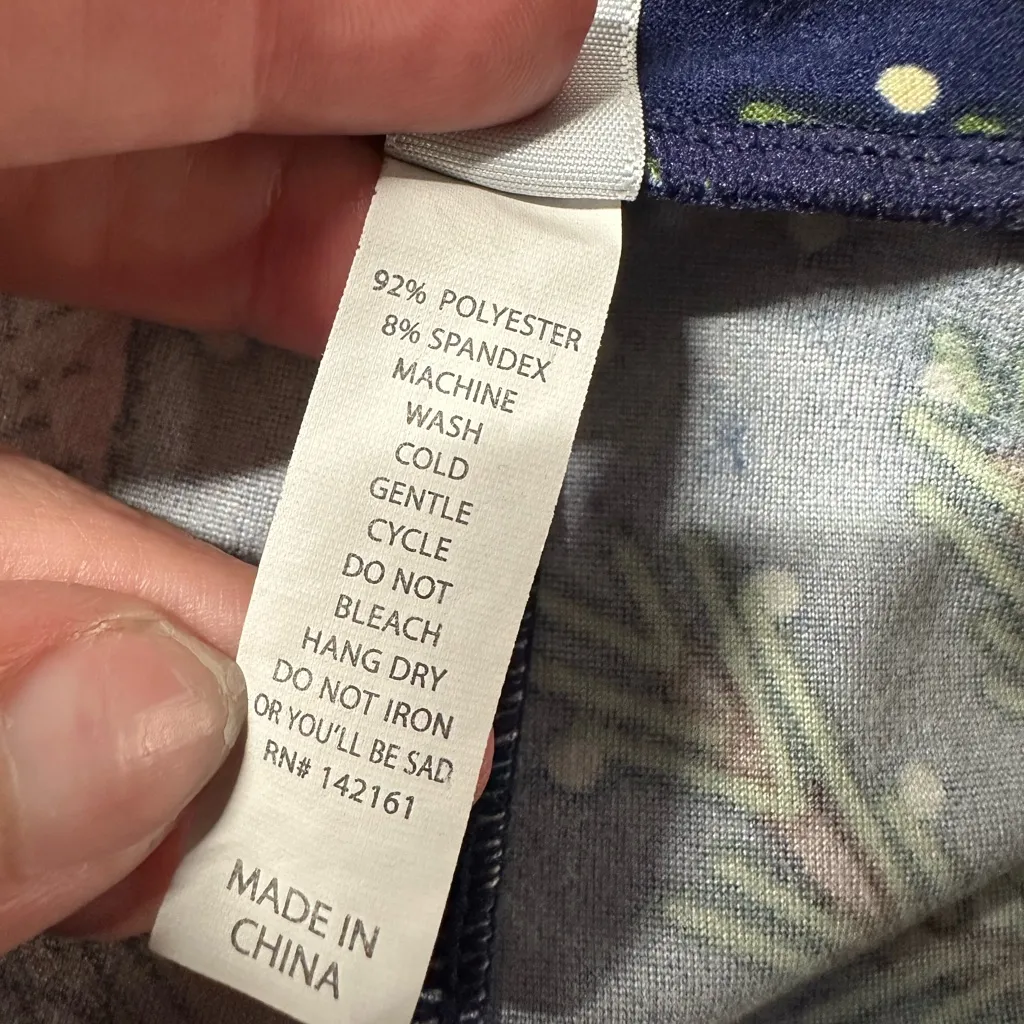 92% POLYESTER
8% SPANDEX
MACHINE
WASH
COLD
GENTLE
CYCLE
DO NOT
BLEACH
HANG DRY
DO NOT IRON
OR YOU'LL BE SAD
RN# 142161
MADE IN
CHINA